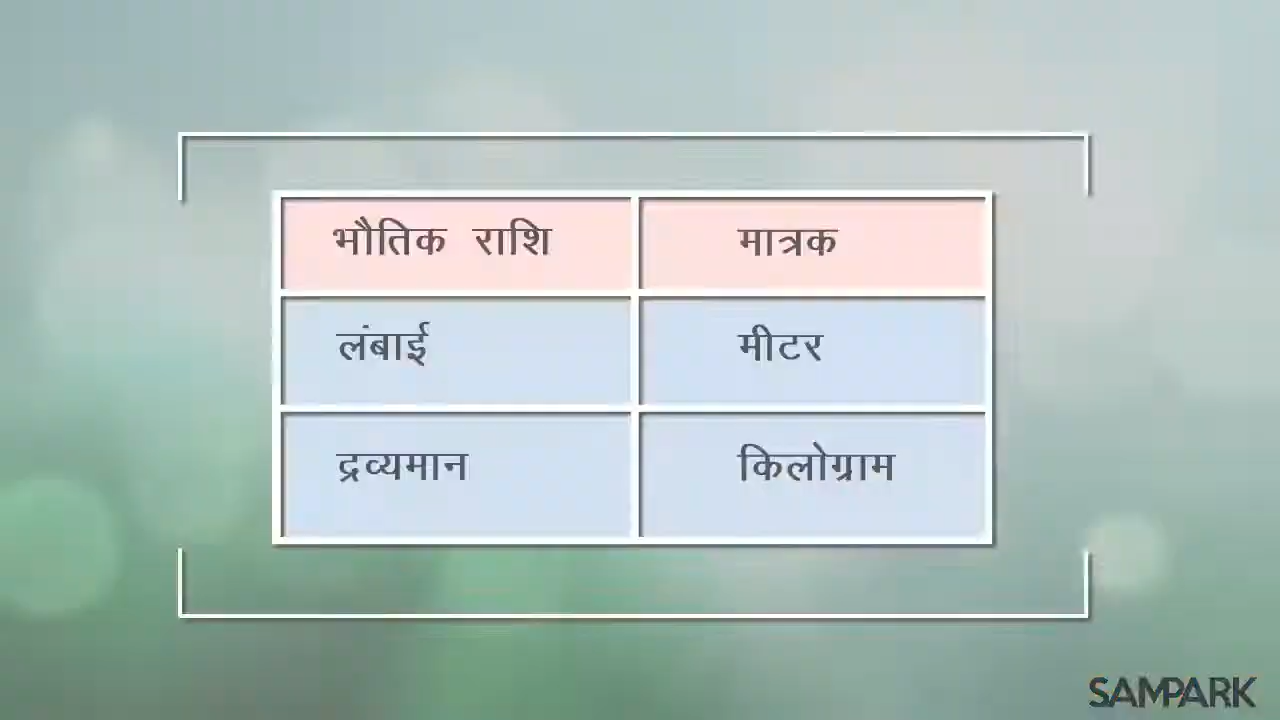 भौतिक राशि मात्रक
लंबाई मीटर
द्रव्यमान किलोग्राम
SAMPARK